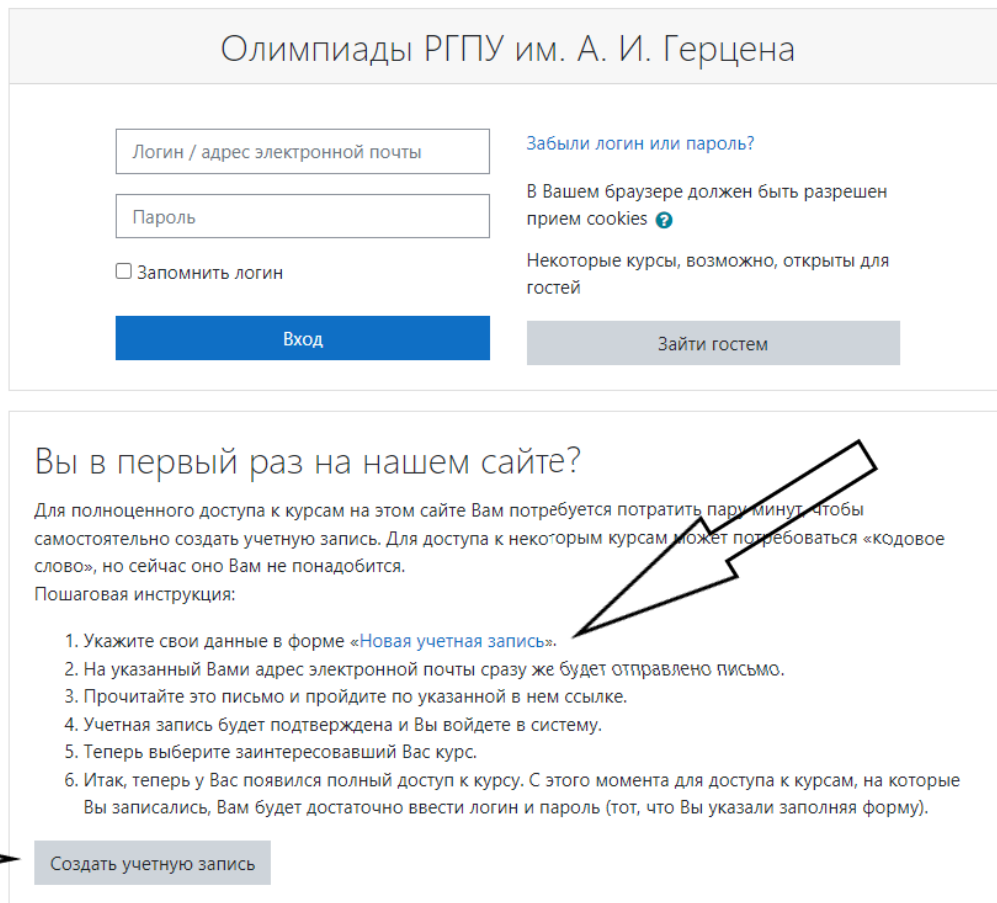 Олимпиады РГПУ им. А. И. Герцена
Логин / адрес электронной почты
Пароль
Запомнить логин
Вход
Забыли логин или пароль?
В Вашем браузере должен быть разрешен
прием cookies ?
Некоторые курсы, возможно, открыты для
гостей
Зайти гостем
Вы в первый раз на нашем сайте?
Для полноценного доступа к курсам на этом сайте Вам потребуется потратить пару минут, чтобы
самостоятельно создать учетную запись. Для доступа к некоторым курсам может потребоваться «кодовое
слово», но сейчас оно Вам не понадобится.
Пошаговая инструкция:
1. Укажите свои данные в форме «Новая учетная запись».
2. На указанный Вами адрес электронной почты сразу же будет отправлено письмо.
3. Прочитайте это письмо и пройдите по указанной в нем ссылке.
4. Учетная запись будет подтверждена и Вы войдете в систему.
5. Теперь выберите заинтересовавший Вас курс.
6. Итак, теперь у Вас появился полный доступ к курсу. С этого момента для доступа к курсам, на которые
Вы записались, Вам будет достаточно ввести логин и пароль (тот, что Вы указали заполняя форму).
Создать учетную запись